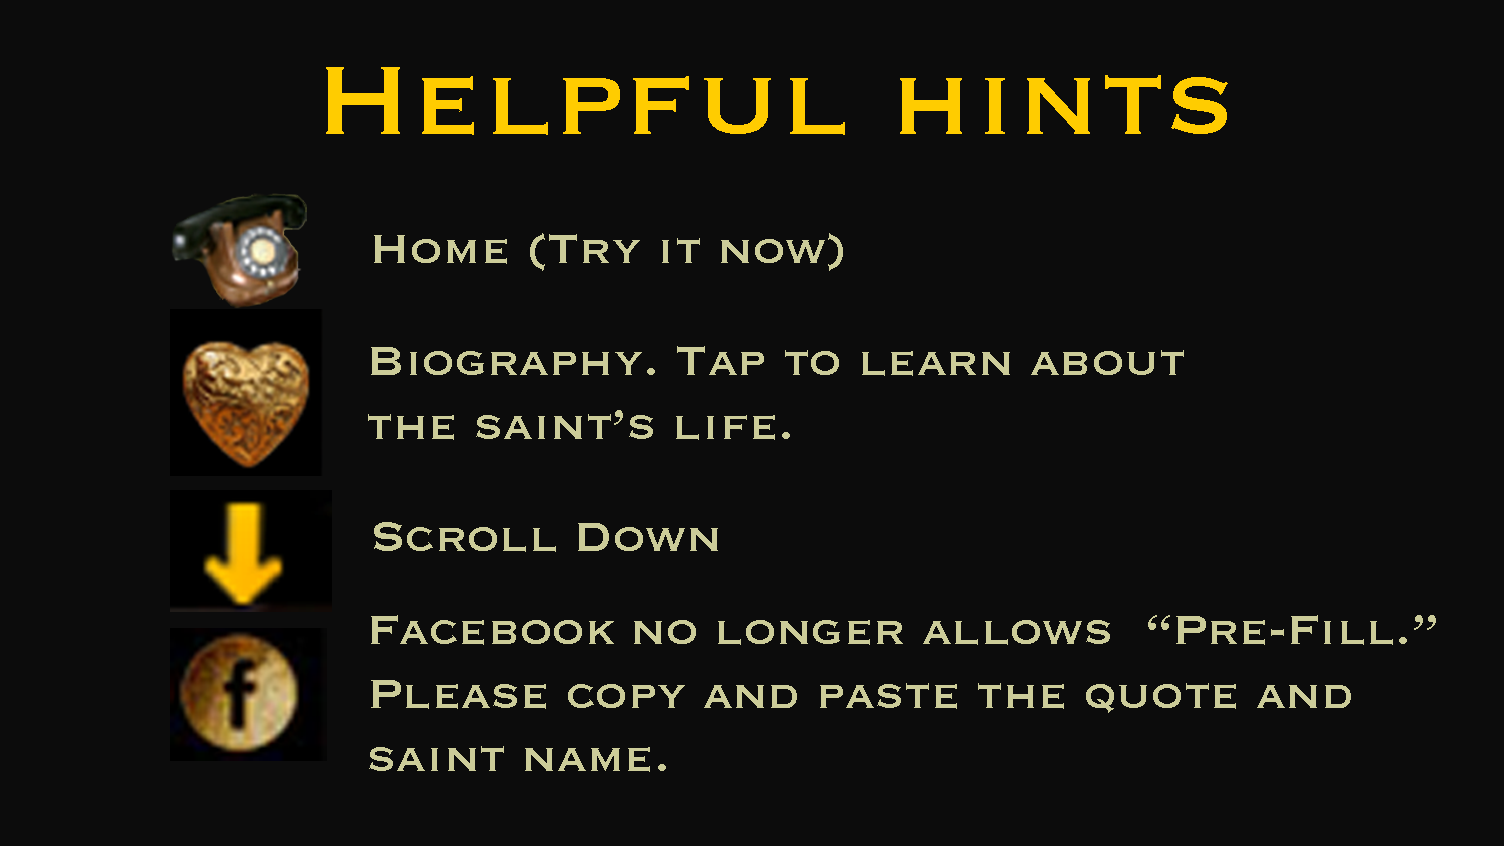 Helpful hints
Home (Try it now)
Biography. Tap to learn about
the saint’s life.
Scroll Down
Facebook no longer allows “Pre-Fill.”
Please copy and paste the quote and
saint name.
f